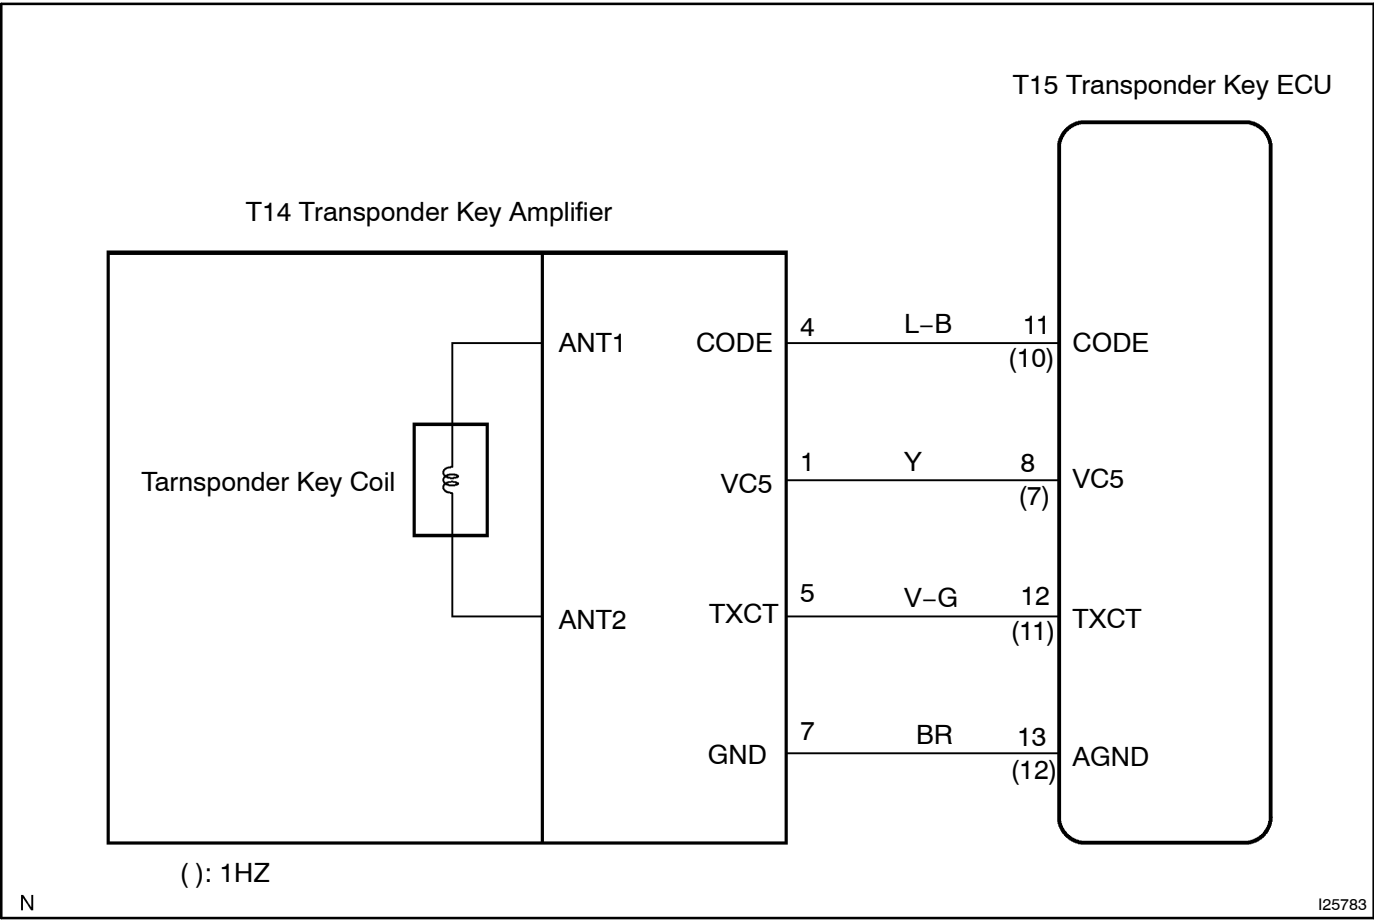 T15 Transponder Key ECU
T14 Transponder Key Amplifier
ANT1
CODE
4
L−B
11
(10)
CODE
Tarnsponder Key Coil
VC5
1
Y
8
(7)
VC5
ANT2
TXCT
5
V−G
12
(11)
TXCT
GND
7
BR
13
(12)
AGND
( ): 1HZ
N
I25783